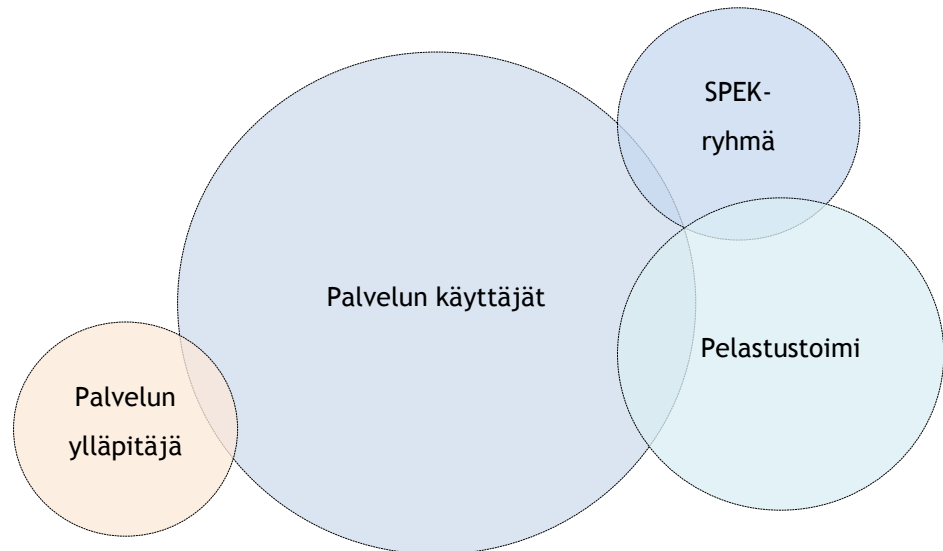 SPEK-
ryhmä
Palvelun käyttäjät
Pelastustoimi
Palvelun
ylläpitäjä